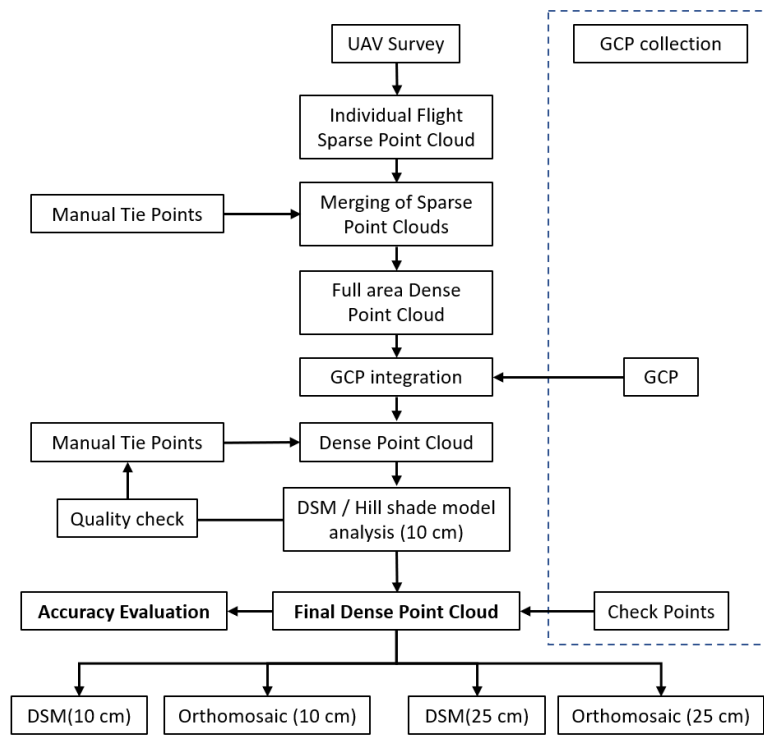 UAV Survey
GCP collection
Individual Flight
Sparse Point Cloud
Manual Tie Points
Merging of Sparse
Point Clouds
Full area Dense
Point Cloud
GCP integration
GCP
Manual Tie Points
Dense Point Cloud
Quality check
DSM / Hill shade model
analysis (10 cm)
Accuracy Evaluation
Final Dense Point Cloud
Check Points
DSM(10 cm)
Orthomosaic (10 cm)
DSM(25 cm)
Orthomosaic (25 cm)